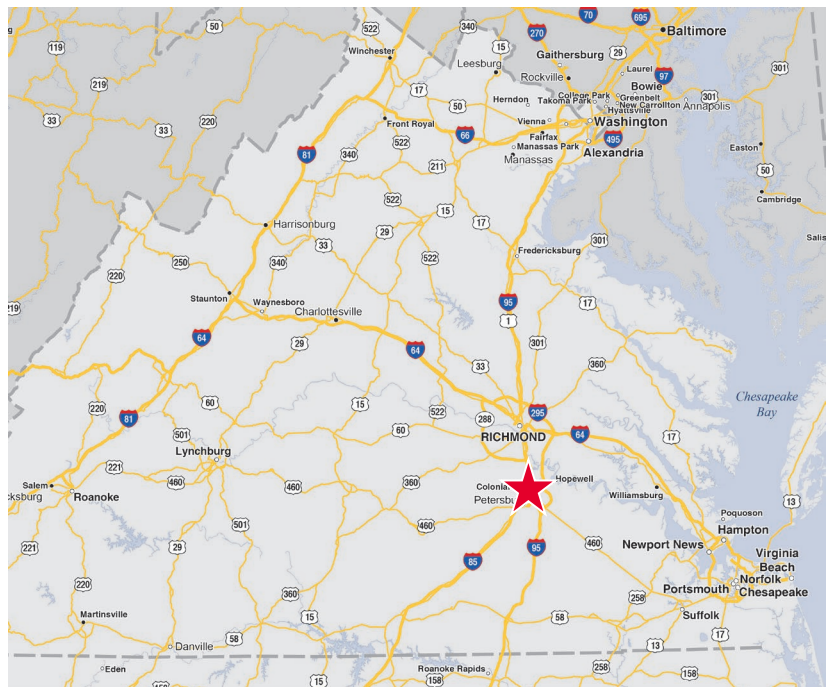 50
522
340
70
695
Baltimore
119
Winchester
15
270
Gaithersburg
29
Leesburg
Laurel
97
301
219
Rockville
Bowie
17
50
Herndon
College Park
Takoma Park
Greenbelt
New Carrollton
301
Annapolis
Hyattsville
33
33
220
Front Royal
66
Vienna
Washington
Fairfax
495
522
Manassas Park
Easton
81
340
Manassas
Alexandria
211
50
522
Cambridge
15
Harrisonburg
17
29
Salis
33
301
Fredericksburg
250
340
522
220
Staunton
Waynesboro
95
17
219
Charlottesville
1
64
29
64
301
33
360
Chesapeake
Bay
220
60
15
522
295
81
288
60
64
501
RICHMOND
17
Lynchburg
221
Salem
460
460
360
Colonial
Hopewell
cksburg
Roanoke
Petersbu
Williamsburg
13
Poquoson
501
460
Hampton
221
29
95
460
Newport News
Virginia
Beach
85
220
360
Norfolk
Portsmouth
Chesapeake
258
Martinsville
15
58
Suffolk
58
Danville
13
17
Eden
Roanoke Rapids
258
158
158
15
158